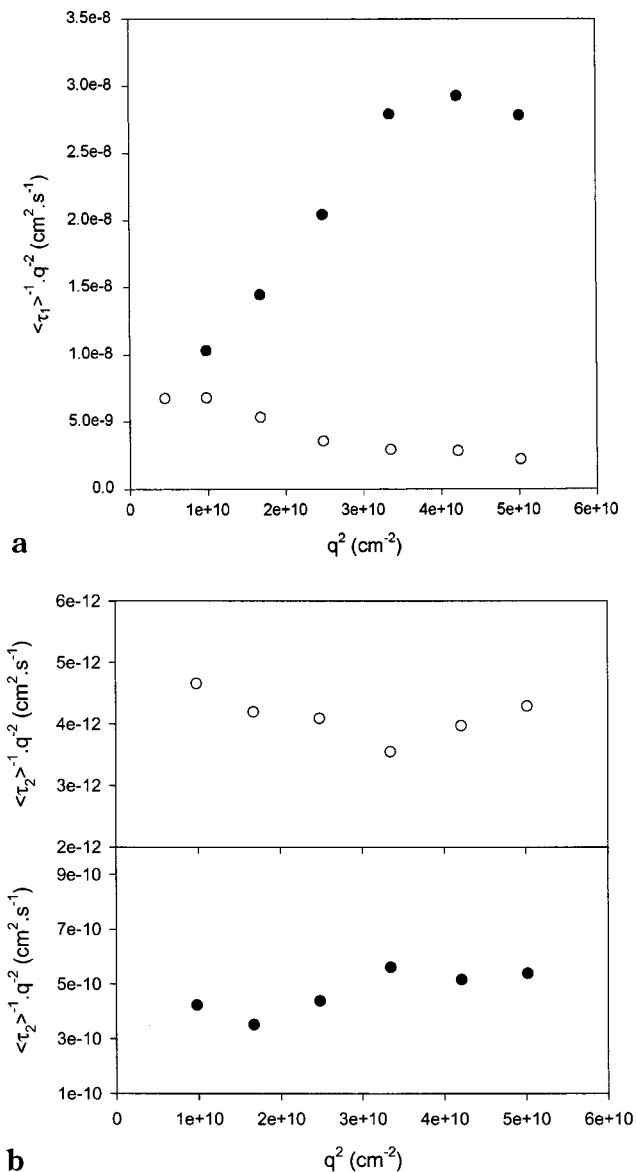 3.5e-8
3.0e-8
2.5e-8
2.0e-8
1.5e-8
1.0e-8
5.0e-9
0.0
<τ₁>⁻¹.q⁻² (cm².s⁻¹)
0 1e+10 2e+10 3e+10 4e+10 5e+10 6e+10
q² (cm⁻²)
a
6e-12
5e-12
4e-12
3e-12
2e-12
<τ₂>⁻¹.q⁻² (cm².s⁻¹)
9e-10
7e-10
5e-10
3e-10
1e-10
<τ₂>⁻¹.q⁻² (cm².s⁻¹)
0 1e+10 2e+10 3e+10 4e+10 5e+10 6e+10
q² (cm⁻²)
b